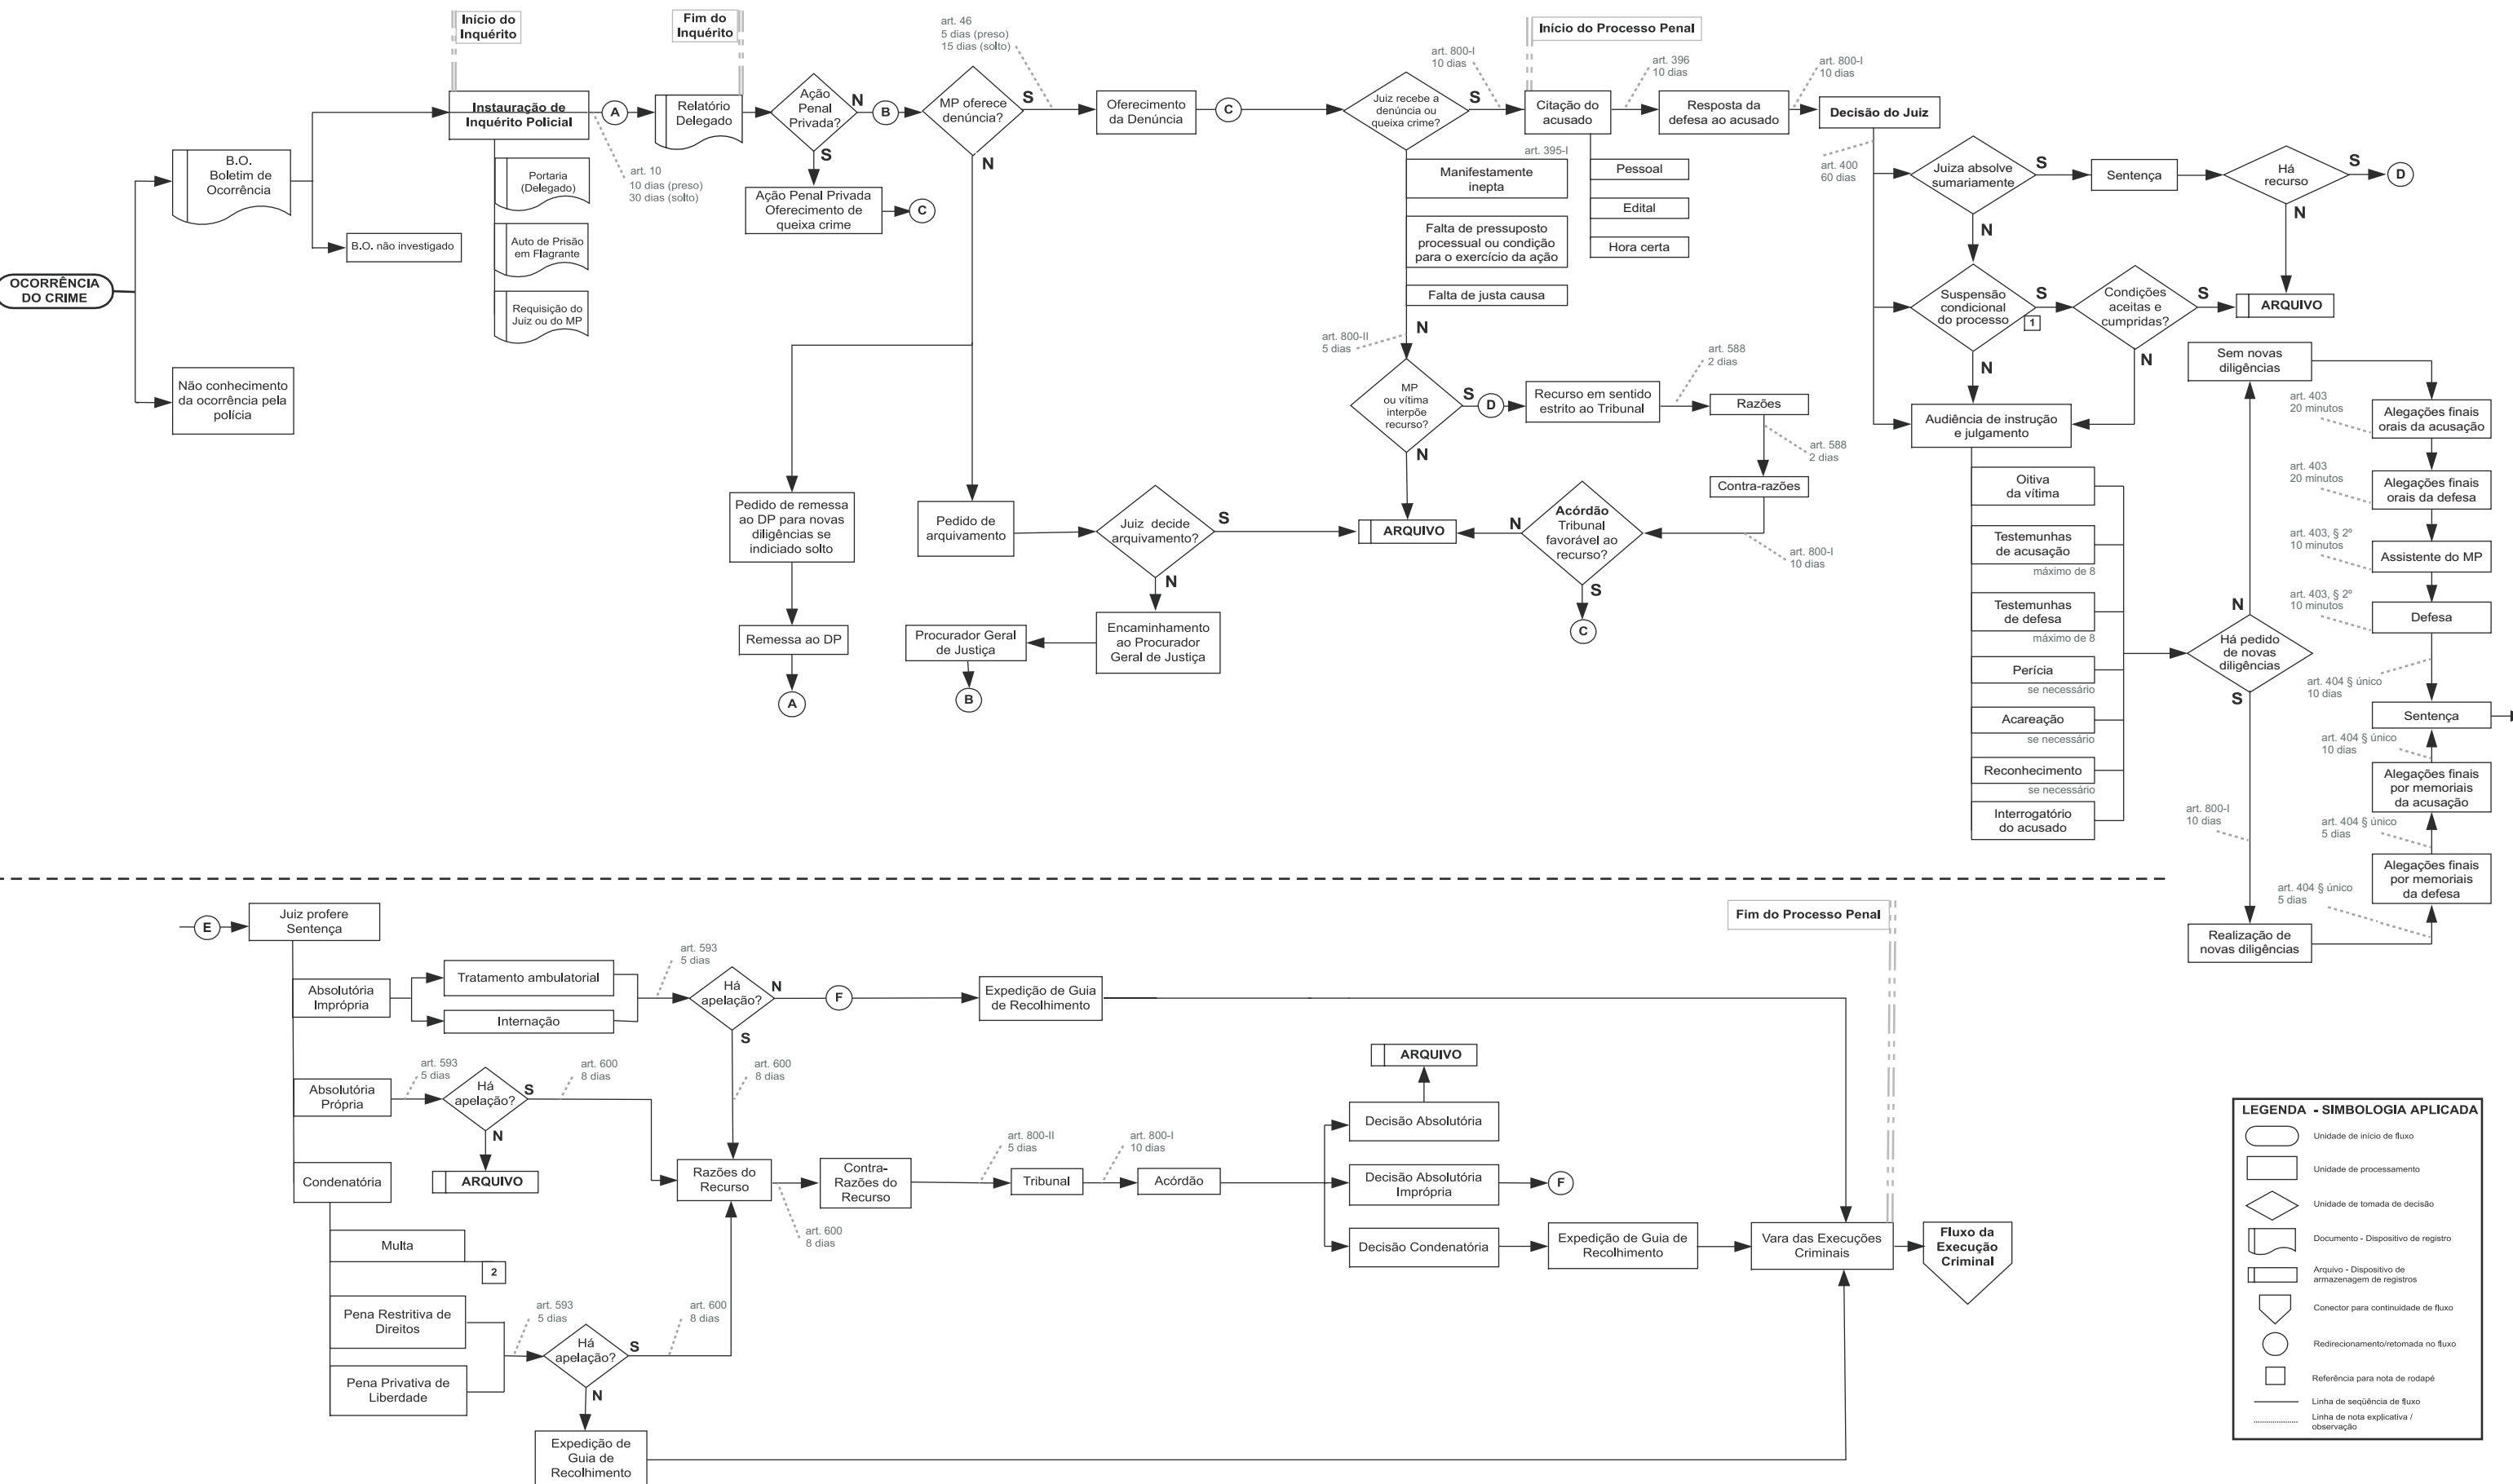 Início do
Inquérito
Fim do
Inquérito
art. 46
5 dias (preso)
15 dias (solto)
Início do Processo Penal
art. 800-I
10 dias
art. 396
10 dias
art. 800-I
10 dias
Instauração de
Inquérito Policial
A
Relatório
Delegado
Ação
Penal
Privada?
N
S
B
MP oferece
denúncia?
S
N
Oferecimento
da Denúncia
C
Juiz recebe a
denúncia ou
queixa crime?
S
Citação do
acusado
Resposta da
defesa ao acusado
Decisão do Juiz
art. 10
10 dias (preso)
30 dias (solto)
B.O.
Boletim de
Ocorrência
Portaria
(Delegado)
Auto de Prisão
em Flagrante
Requisição do
Juiz ou do MP
B.O. não investigado
OCORRÊNCIA
DO CRIME
Não conhecimento
da ocorrência pela
polícia
Ação Penal Privada
Oferecimento de
queixa crime
C
art. 395-I
Manifestamente
inepta
Falta de pressuposto
processual ou condição
para o exercício da ação
Falta de justa causa
N
Pessoal
Edital
Hora certa
art. 400
60 dias
Juiza absolve
sumariamente
S
N
Sentença
Há
recurso
S
N
D
Suspensão
condicional
do processo
1
S
N
Condições
aceitas e
cumpridas?
S
N
ARQUIVO
art. 800-II
5 dias
MP
ou vítima
interpõe
recurso?
S
N
D
Recurso em sentido
estrito ao Tribunal
art. 588
2 dias
Razões
art. 588
2 dias
Contra-razões
art. 800-I
10 dias
Acórdão
Tribunal
favorável ao
recurso?
N
S
C
ARQUIVO
Pedido de remessa
ao DP para novas
diligências se
indiciado solto
Remessa ao DP
A
Pedido de
arquivamento
Juiz decide
arquivamento?
S
N
Encaminhamento
ao Procurador
Geral de Justiça
Procurador Geral
de Justiça
B
Audiência de instrução
e julgamento
Oitiva
da vítima
Testemunhas
de acusação
máximo de 8
Testemunhas
de defesa
máximo de 8
Perícia
se necessário
Acareação
se necessário
Reconhecimento
se necessário
Interrogatório
do acusado
Há pedido
de novas
diligências
N
S
Sem novas
diligências
art. 403
20 minutos
Alegações finais
orais da acusação
art. 403
20 minutos
Alegações finais
orais da defesa
art. 403, § 2º
10 minutos
Assistente do MP
art. 403, § 2º
10 minutos
Defesa
art. 404 § único
10 dias
Sentença
art. 404 § único
10 dias
Alegações finais
por memoriais
da acusação
art. 404 § único
5 dias
Alegações finais
por memoriais
da defesa
art. 404 § único
5 dias
art. 800-I
10 dias
Realização de
novas diligências
E
Juiz profere
Sentença
Absolutória
Imprópria
Tratamento ambulatorial
Internação
art. 593
5 dias
Há
apelação?
N
S
F
Expedição de Guia
de Recolhimento
Fim do Processo Penal
Absolutória
Própria
art. 593
5 dias
Há
apelação?
S
N
art. 600
8 dias
art. 600
8 dias
ARQUIVO
Condenatória
Multa
2
Pena Restritiva de
Direitos
Pena Privativa de
Liberdade
art. 593
5 dias
Há
apelação?
S
N
art. 600
8 dias
Expedição de
Guia de
Recolhimento
Razões do
Recurso
art. 600
8 dias
Contra-
Razões do
Recurso
art. 800-II
5 dias
Tribunal
art. 800-I
10 dias
Acórdão
ARQUIVO
Decisão Absolutória
Decisão Absolutória
Imprópria
F
Decisão Condenatória
Expedição de Guia de
Recolhimento
Vara das Execuções
Criminais
Fluxo da
Execução
Criminal
LEGENDA - SIMBOLOGIA APLICADA
Unidade de início de fluxo
Unidade de processamento
Unidade de tomada de decisão
Documento - Dispositivo de registro
Arquivo - Dispositivo de
armazenagem de registros
Conector para continuidade de fluxo
Redirecionamento/retomada no fluxo
Referência para nota de rodapé
Linha de seqüência de fluxo
Linha de nota explicativa /
observação